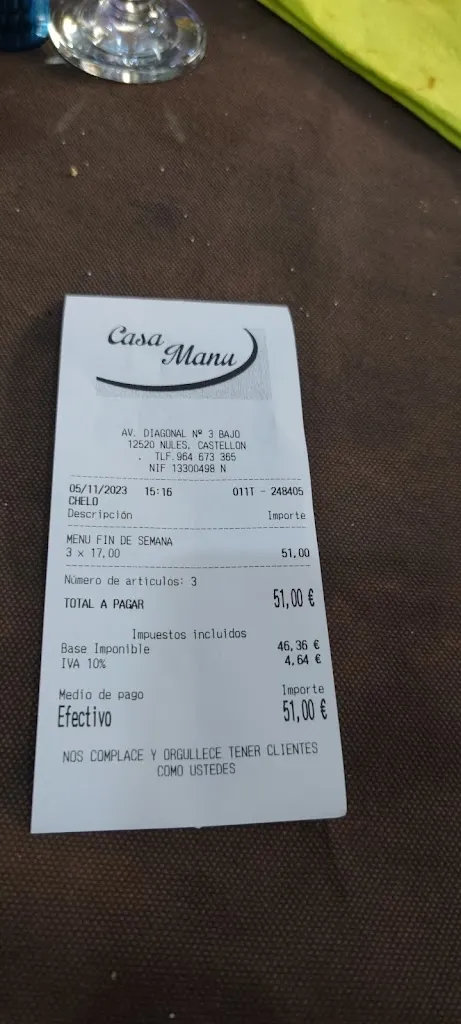 Casa
Manu
AV. DIAGONAL Nº 3 BAJO
12520 NULES, CASTELLON
. TLF.964 673 365
NIF 13300498 N
05/11/2023 15:16 011T - 248405
CHELO
Descripción Importe
MENU FIN DE SEMANA
3 × 17,00 51,00
Número de artículos: 3
TOTAL A PAGAR 51,00 €
Impuestos incluidos
Base Imponible 46,36 €
IVA 10% 4,64 €
Medio de pago Importe
Efectivo 51,00 €
NOS COMPLACE Y ORGULLECE TENER CLIENTES
COMO USTEDES